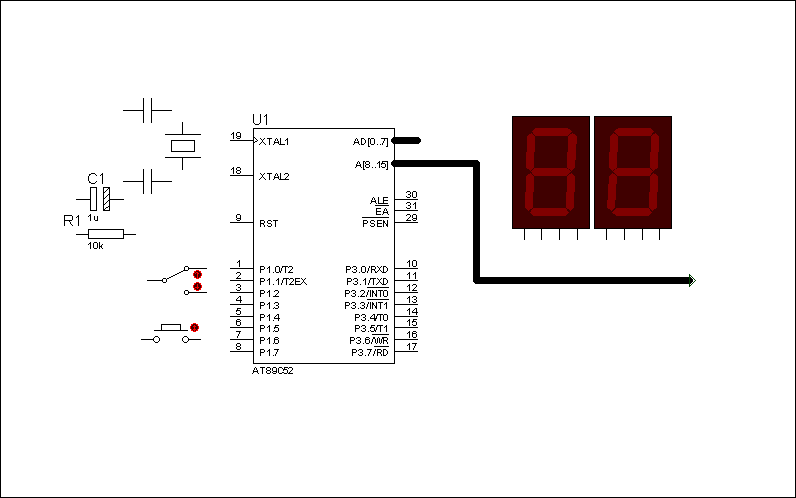 U1
19 XTAL1 AD[0..7]
A[8..15]
18 XTAL2
C1
1u
R1
10k
ALE 30
EA 31
9 RST PSEN 29
1 P1.0/T2 P3.0/RXD 10
2 P1.1/T2EX P3.1/TXD 11
3 P1.2 P3.2/INT0 12
4 P1.3 P3.3/INT1 13
5 P1.4 P3.4/T0 14
6 P1.5 P3.5/T1 15
7 P1.6 P3.6/WR 16
8 P1.7 P3.7/RD 17
AT89C52
88